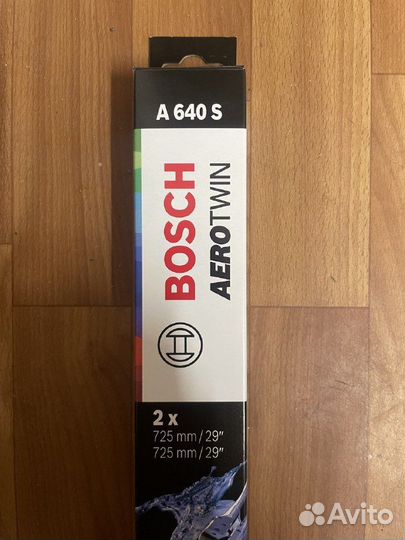 A 640 S
BOSCH
AEROTWIN
2 x
725 mm / 29″
725 mm / 29″
Avito